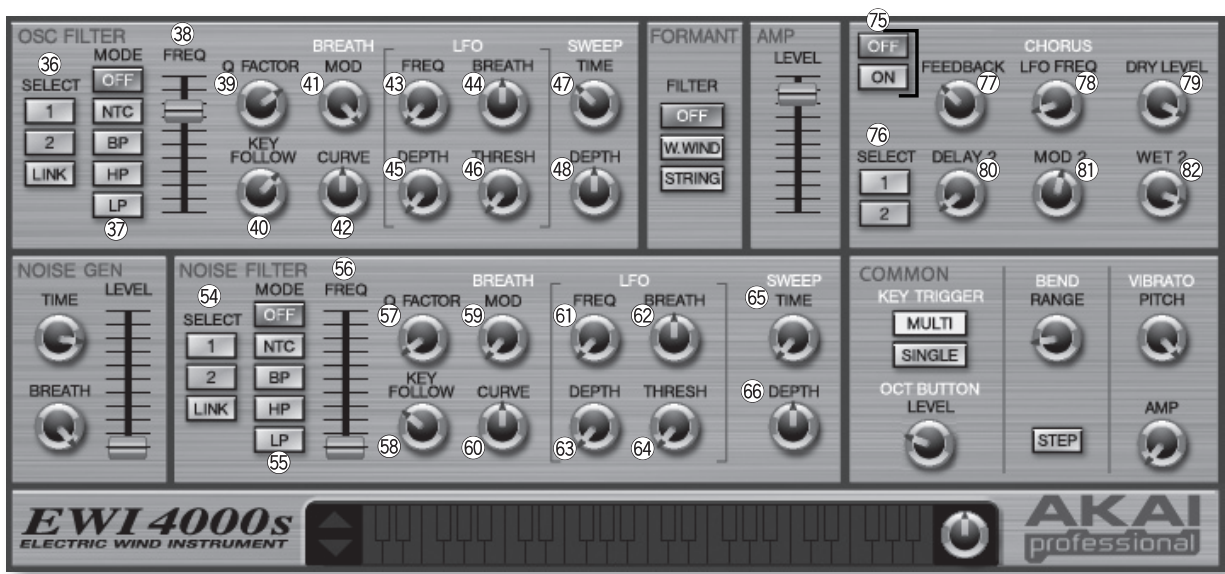 OSC FILTER
36
SELECT
1
2
LINK
MODE
OFF
NTC
BP
HP
LP
37
38
FREQ
BREATH
LFO
SWEEP
39
Q FACTOR
41
MOD
43
FREQ
44
BREATH
47
TIME
KEY
FOLLOW
40
CURVE
42
45
DEPTH
46
THRESH
48
DEPTH
FORMANT
FILTER
OFF
W.WIND
STRING
AMP
LEVEL
75
OFF
ON
CHORUS
FEEDBACK
77
LFO FREQ
78
DRY LEVEL
79
76
SELECT
1
2
DELAY 2
80
MOD 2
81
WET 2
82
NOISE GEN
TIME
LEVEL
BREATH
NOISE FILTER
54
SELECT
1
2
LINK
MODE
OFF
NTC
BP
HP
LP
55
56
FREQ
BREATH
LFO
SWEEP
Q FACTOR
57
MOD
59
FREQ
61
BREATH
62
65
TIME
KEY
FOLLOW
58
CURVE
60
DEPTH
63
THRESH
64
66
DEPTH
COMMON
KEY TRIGGER
MULTI
SINGLE
OCT BUTTON
LEVEL
BEND
RANGE
STEP
VIBRATO
PITCH
AMP
EWI 4000s
ELECTRIC WIND INSTRUMENT
AKAI
professional